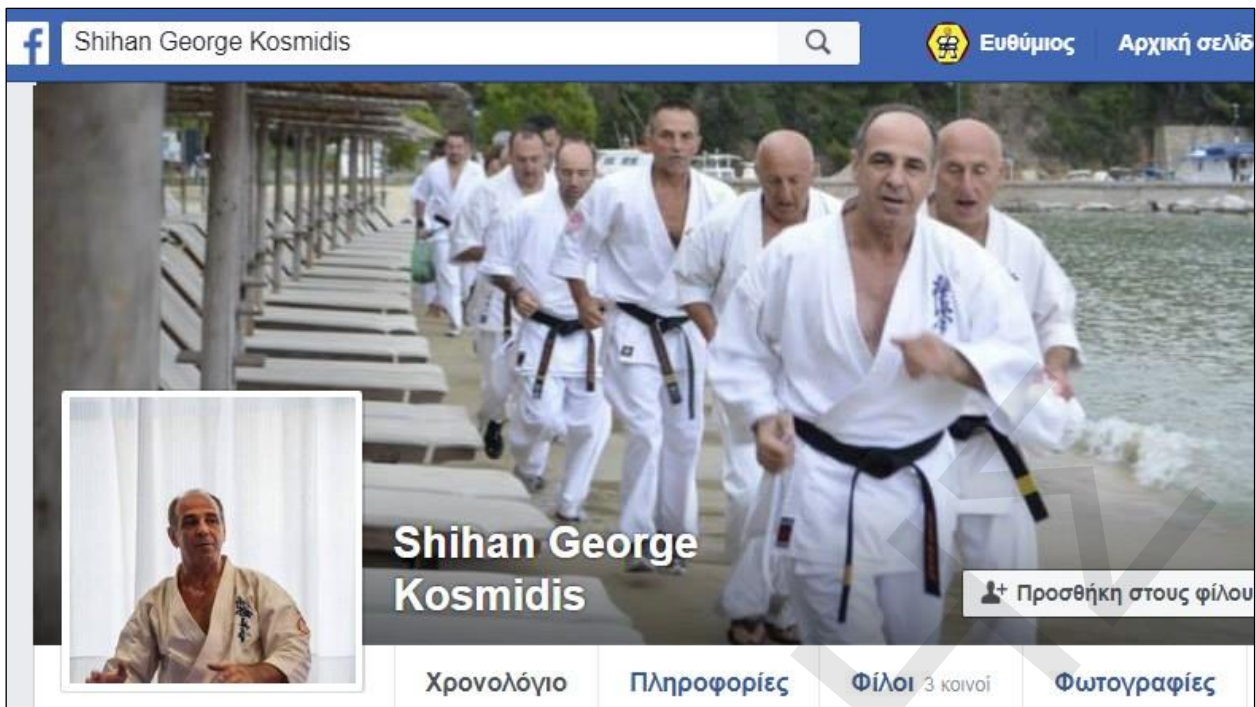 f Shihan George Kosmidis Ευθύμιος Αρχική σελίδ
Shihan George
Kosmidis
Προσθήκη στους φίλου
Χρονολόγιο Πληροφορίες Φίλοι 3 κοινοί Φωτογραφίες